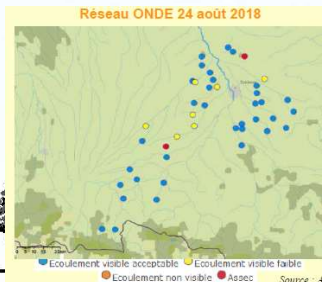 Réseau ONDE 24 août 2018
Ecoulement visible acceptable Ecoulement visible faible
Ecoulement non visible Assec
Source :